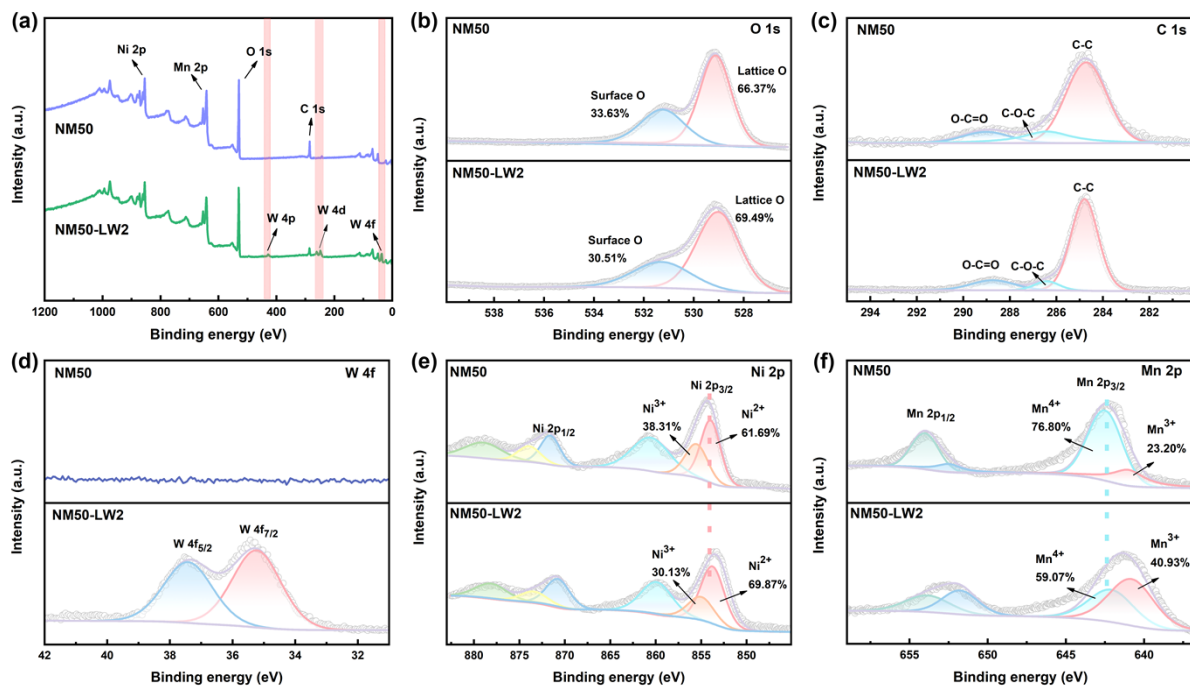 (a)
Ni 2p
Mn 2p
O 1s
C 1s
NM50
NM50-LW2
W 4p
W 4d
W 4f
Intensity (a.u.)
1200 1000 800 600 400 200 0
Binding energy (eV)
(b)
NM50
O 1s
Lattice O
66.37%
Surface O
33.63%
NM50-LW2
Lattice O
69.49%
Surface O
30.51%
Intensity (a.u.)
538 536 534 532 530 528
Binding energy (eV)
(c)
NM50
C 1s
C-C
O-C=O
C-O-C
NM50-LW2
C-C
O-C=O
C-O-C
Intensity (a.u.)
294 292 290 288 286 284 282
Binding energy (eV)
(d)
NM50
W 4f
NM50-LW2
W 4f5/2
W 4f7/2
Intensity (a.u.)
42 41 40 39 38 37 36 35 34 33 32
Binding energy (eV)
(e)
NM50
Ni 2p
Ni 2p3/2
Ni3+
38.31%
Ni2+
61.69%
Ni 2p1/2
NM50-LW2
Ni3+
30.13%
Ni2+
69.87%
Intensity (a.u.)
880 875 870 865 860 855 850
Binding energy (eV)
(f)
NM50
Mn 2p
Mn 2p3/2
Mn 2p1/2
Mn4+
76.80%
Mn3+
23.20%
NM50-LW2
Mn4+
59.07%
Mn3+
40.93%
Intensity (a.u.)
655 650 645 640
Binding energy (eV)